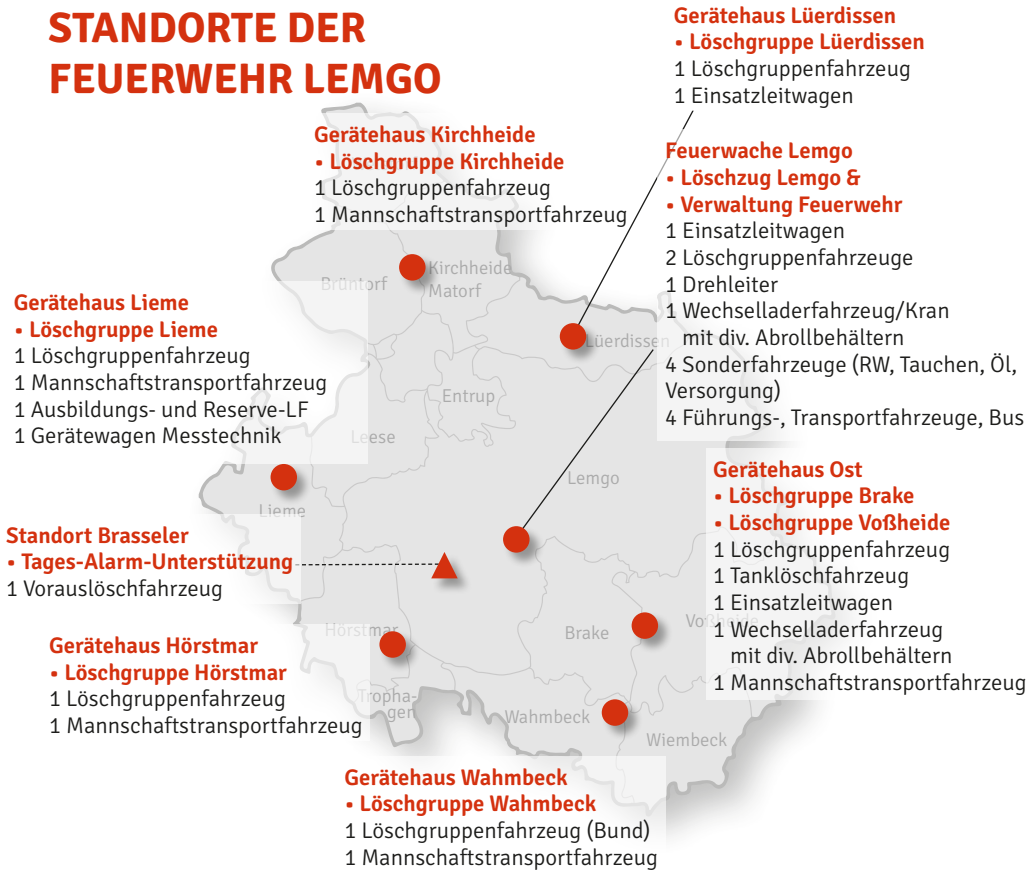 STANDORTE DER
FEUERWEHR LEMGO
Gerätehaus Lüerdissen
• Löschgruppe Lüerdissen
1 Löschgruppenfahrzeug
1 Einsatzleitwagen
Gerätehaus Kirchheide
• Löschgruppe Kirchheide
1 Löschgruppenfahrzeug
1 Mannschaftstransportfahrzeug
Feuerwache Lemgo
• Löschzug Lemgo &
• Verwaltung Feuerwehr
1 Einsatzleitwagen
2 Löschgruppenfahrzeuge
1 Drehleiter
1 Wechselladerfahrzeug/Kran
mit div. Abrollbehältern
4 Sonderfahrzeuge (RW, Tauchen, Öl,
Versorgung)
4 Führungs-, Transportfahrzeuge, Bus
Gerätehaus Lieme
• Löschgruppe Lieme
1 Löschgruppenfahrzeug
1 Mannschaftstransportfahrzeug
1 Ausbildungs- und Reserve-LF
1 Gerätewagen Messtechnik
Gerätehaus Ost
• Löschgruppe Brake
• Löschgruppe Voßheide
1 Löschgruppenfahrzeug
1 Tanklöschfahrzeug
1 Einsatzleitwagen
1 Wechselladerfahrzeug
mit div. Abrollbehältern
1 Mannschaftstransportfahrzeug
Standort Brasseler
• Tages-Alarm-Unterstützung
1 Vorauslöschfahrzeug
Gerätehaus Hörstmar
• Löschgruppe Hörstmar
1 Löschgruppenfahrzeug
1 Mannschaftstransportfahrzeug
Gerätehaus Wahmbeck
• Löschgruppe Wahmbeck
1 Löschgruppenfahrzeug (Bund)
1 Mannschaftstransportfahrzeug
Brüntorf
Kirchheide
Matorf
Lüerdissen
Entrup
Leese
Lemgo
Lieme
Hörstmar
Brake
Voßheide
Tropha-
gen
Wahmbeck
Wiembeck